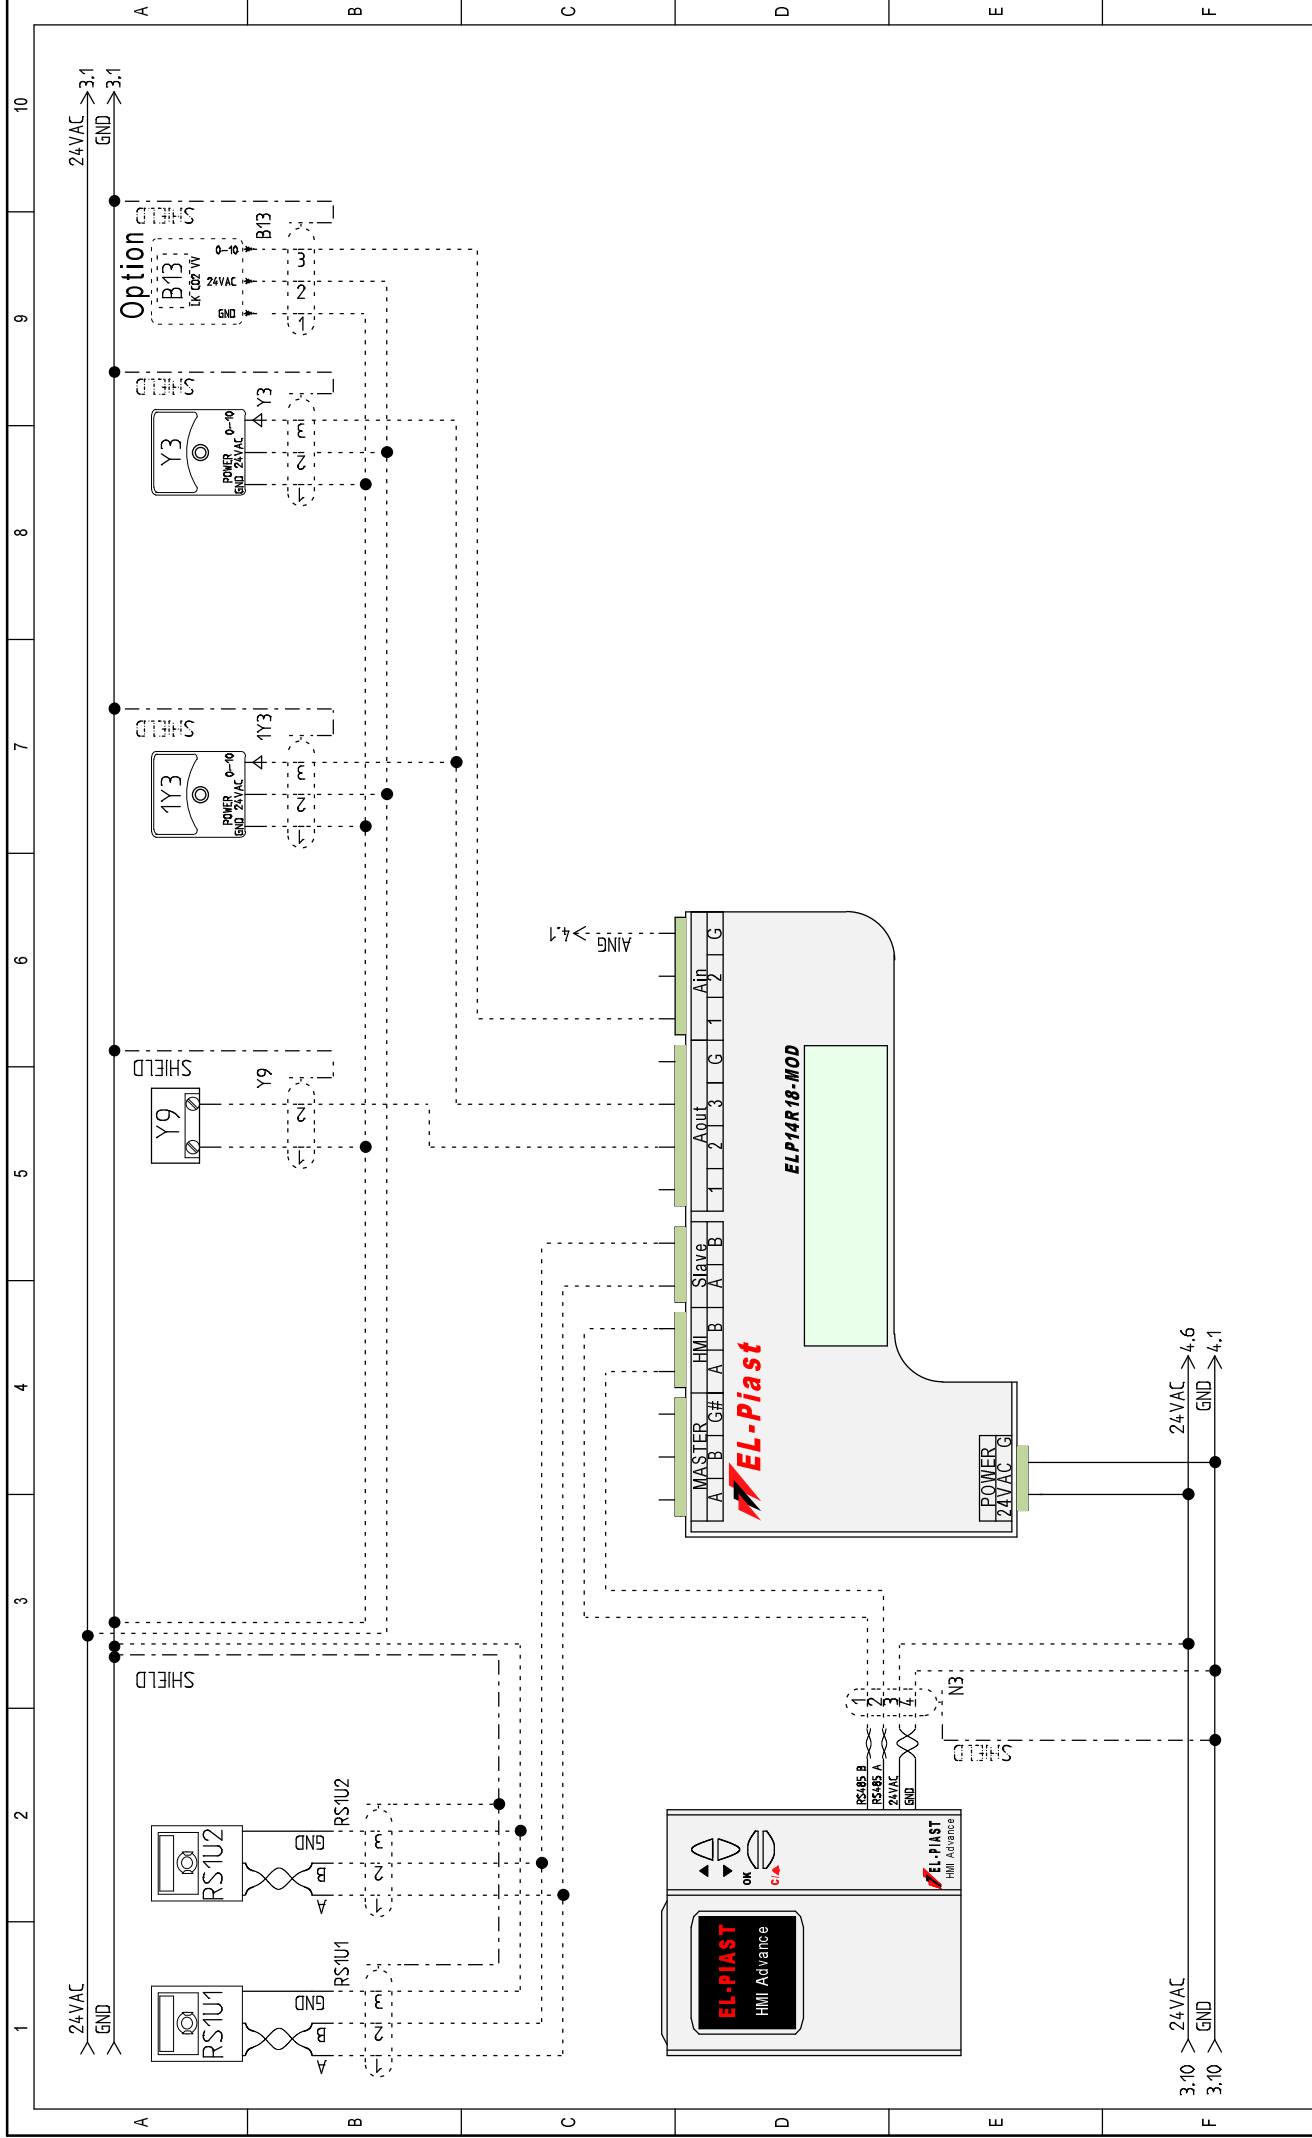 1 2 3 4 5 6 7 8 9 10
A
B
C
D
E
F
A
B
C
D
E
F
24VAC
GND
24VAC 3.1
GND 3.1
RS1U1
A B GND
1 2 3
RS1U1
RS1U2
A B GND
1 2 3
RS1U2
SHIELD
Y9
1 2
Y9
SHIELD
1Y3
POWER
GND 24VAC 0-10
1 2 3
1Y3
SHIELD
Y3
POWER
GND 24VAC 0-10
1 2 3
Y3
SHIELD
Option
B13
LK CO2 VV
GND 24VAC 0-10
1 2 3
B13
SHIELD
4.1
AING
MASTER HMI Slave Aout Ain
A B G# A B A B 1 2 3 G 1 2 G
EL-Piast
ELP14R18-MOD
POWER
24VAC G
EL-PIAST
HMI Advance
OK
C/
EL-PIAST
HMI Advance
RS485 B
RS485 A
24VAC
GND
1
2
3
4
N3
SHIELD
3.10 24VAC
3.10 GND
24VAC 4.6
GND 4.1